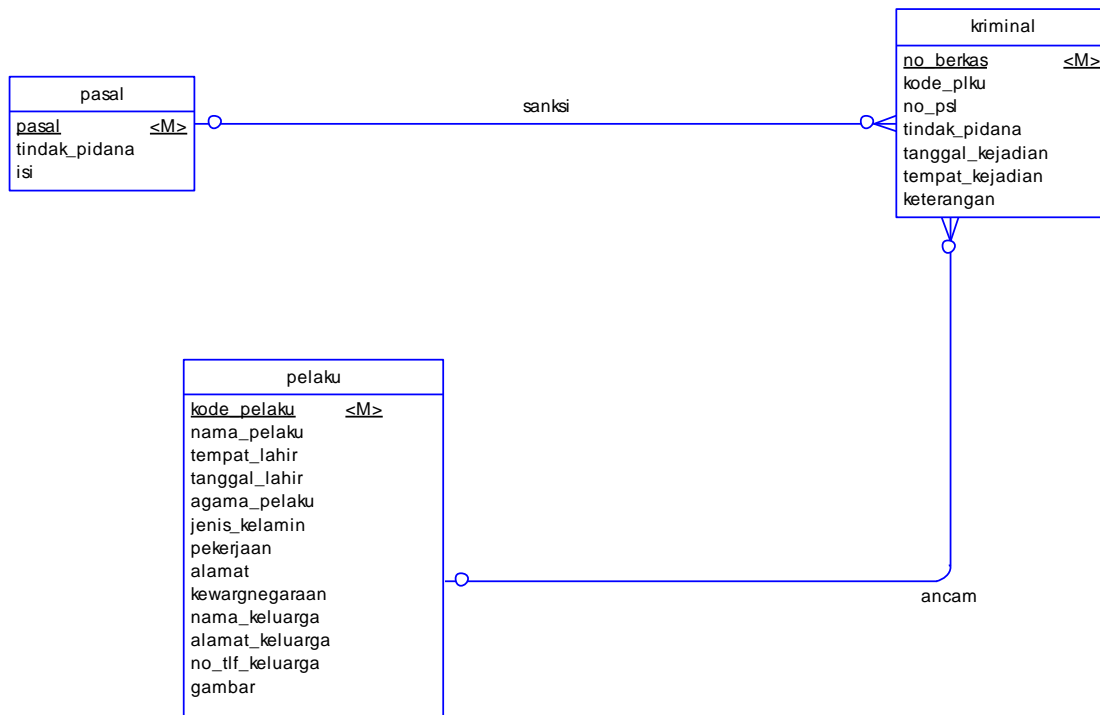 kriminal
no_berkas <M>
kode_plku
no_psl
tindak_pidana
tanggal_kejadian
tempat_kejadian
keterangan
pasal
pasal <M>
tindak_pidana
isi
sanksi
pelaku
kode_pelaku <M>
nama_pelaku
tempat_lahir
tanggal_lahir
agama_pelaku
jenis_kelamin
pekerjaan
alamat
kewargnegaraan
nama_keluarga
alamat_keluarga
no_tlf_keluarga
gambar
ancam